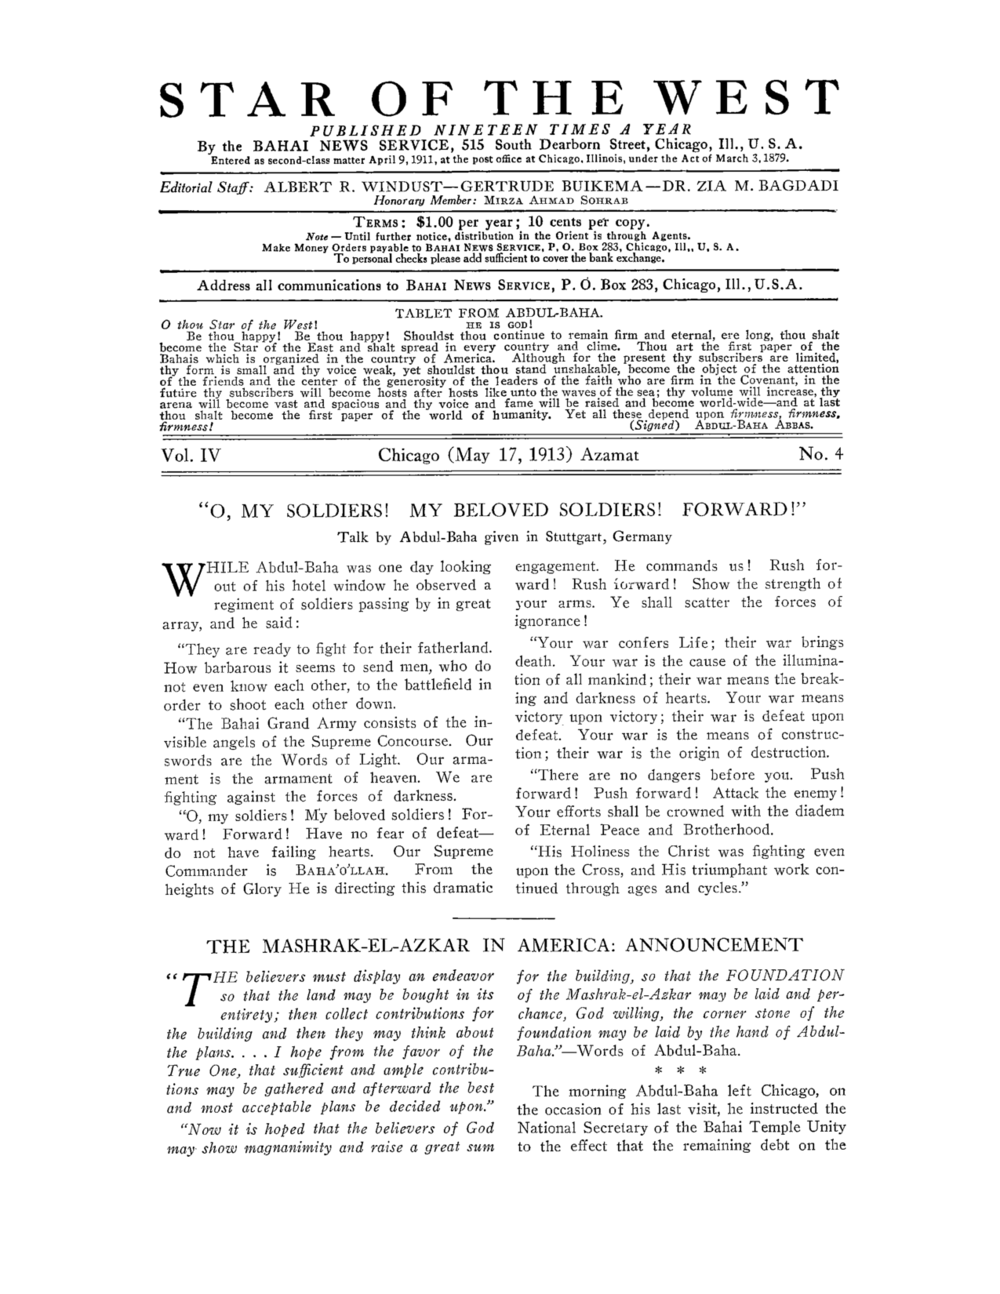 STAR OF THE WEST
PUBLISHED NINETEEN TIMES A YEAR
By the BAHAI NEWS SERVICE, 515 South Dearborn Street, Chicago, Ill., U. S. A.
Entered as second-class matter April 9, 1911, at the post office at Chicago, Illinois, under the Act of March 3, 1879.
Editorial Staff: ALBERT R. WINDUST—GERTRUDE BUIKEMA—DR. ZIA M. BAGDADI
Honorary Member: MIRZA AHMAD SOHRAB
TERMS: $1.00 per year; 10 cents per copy.
Note — Until further notice, distribution in the Orient is through Agents.
Make Money Orders payable to BAHAI NEWS SERVICE, P. O. Box 283, Chicago, Ill,, U. S. A.
To personal checks please add sufficient to cover the bank exchange.
Address all communications to BAHAI NEWS SERVICE, P. O. Box 283, Chicago, Ill., U.S.A.
TABLET FROM ABDUL-BAHA.
O thou Star of the West! HE IS GOD!
Be thou happy! Be thou happy! Shouldst thou continue to remain firm and eternal, ere long, thou shalt
become the Star of the East and shalt spread in every country and clime. Thou art the first paper of the
Bahais which is organized in the country of America. Although for the present thy subscribers are limited,
thy form is small and thy voice weak, yet shouldst thou stand unshakable, become the object of the attention
of the friends and the center of the generosity of the leaders of the faith who are firm in the Covenant, in the
future thy subscribers will become hosts after hosts like unto the waves of the sea; thy volume will increase, thy
arena will become vast and spacious and thy voice and fame will be raised and become world-wide—and at last
thou shalt become the first paper of the world of humanity. Yet all these depend upon firmness, firmness,
firmness! (Signed) ABDUL-BAHA ABBAS.
Vol. IV Chicago (May 17, 1913) Azamat No. 4
"O, MY SOLDIERS! MY BELOVED SOLDIERS! FORWARD!"
Talk by Abdul-Baha given in Stuttgart, Germany
WHILE Abdul-Baha was one day looking
out of his hotel window he observed a
regiment of soldiers passing by in great
array, and he said:
"They are ready to fight for their fatherland.
How barbarous it seems to send men, who do
not even know each other, to the battlefield in
order to shoot each other down.
"The Bahai Grand Army consists of the in-
visible angels of the Supreme Concourse. Our
swords are the Words of Light. Our arma-
ment is the armament of heaven. We are
fighting against the forces of darkness.
"O, my soldiers! My beloved soldiers! For-
ward! Forward! Have no fear of defeat—
do not have failing hearts. Our Supreme
Commander is BAHA'O'LLAH. From the
heights of Glory He is directing this dramatic
engagement. He commands us! Rush for-
ward! Rush forward! Show the strength of
your arms. Ye shall scatter the forces of
ignorance!
"Your war confers Life; their war brings
death. Your war is the cause of the illumina-
tion of all mankind; their war means the break-
ing and darkness of hearts. Your war means
victory upon victory; their war is defeat upon
defeat. Your war is the means of construc-
tion; their war is the origin of destruction.
"There are no dangers before you. Push
forward! Push forward! Attack the enemy!
Your efforts shall be crowned with the diadem
of Eternal Peace and Brotherhood.
"His Holiness the Christ was fighting even
upon the Cross, and His triumphant work con-
tinued through ages and cycles."
THE MASHRAK-EL-AZKAR IN AMERICA: ANNOUNCEMENT
"THE believers must display an endeavor
so that the land may be bought in its
entirety; then collect contributions for
the building and then they may think about
the plans. . . . I hope from the favor of the
True One, that sufficient and ample contribu-
tions may be gathered and afterward the best
and most acceptable plans be decided upon."
"Now it is hoped that the believers of God
may show magnanimity and raise a great sum
for the building, so that the FOUNDATION
of the Mashrak-el-Azkar may be laid and per-
chance, God willing, the corner stone of the
foundation may be laid by the hand of Abdul-
Baha."—Words of Abdul-Baha.
* * *
The morning Abdul-Baha left Chicago, on
the occasion of his last visit, he instructed the
National Secretary of the Bahai Temple Unity
to the effect that the remaining debt on the